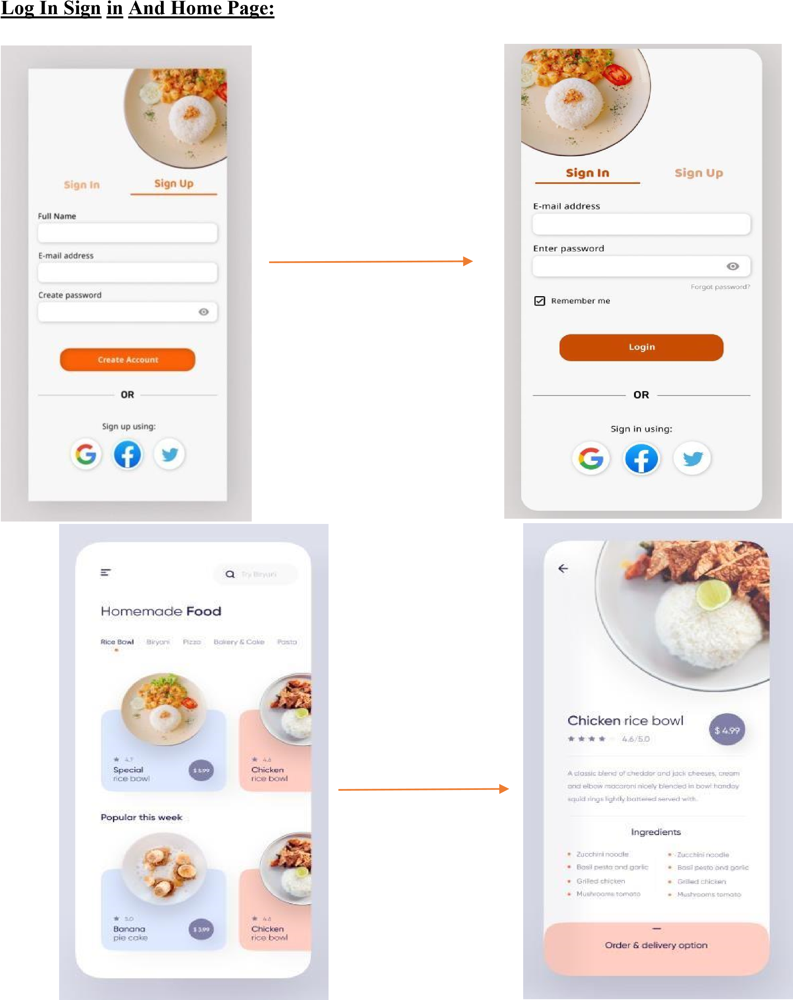 Log In Sign in And Home Page:
Sign In Sign Up
Full Name
E-mail address
Create password
Create Account
OR
Sign up using:
Sign In Sign Up
E-mail address
Enter password
Forgot password?
Remember me
Login
OR
Sign in using:
Try Biryani
Homemade Food
Rice Bowl Biryani Pizza Bakery & Cake Pasta
4.7
Special
rice bowl
$ 5.99
4.6
Chicken
rice bowl
Popular this week
5.0
Banana
pie cake
$ 3.99
4.6
Chicken
rice bowl
Chicken rice bowl
4.6/5.0
$ 4.99
A classic blend of cheddar and jack cheeses, cream
and elbow macaroni nicely blended in bowl handay
squid rings lightly battered served with.
Ingredients
Zucchini noodle
Basil pesto and garlic
Grilled chicken
Mushrooms tomato
Zucchini noodle
Basil pesto and garlic
Grilled chicken
Mushrooms tomato
Order & delivery option